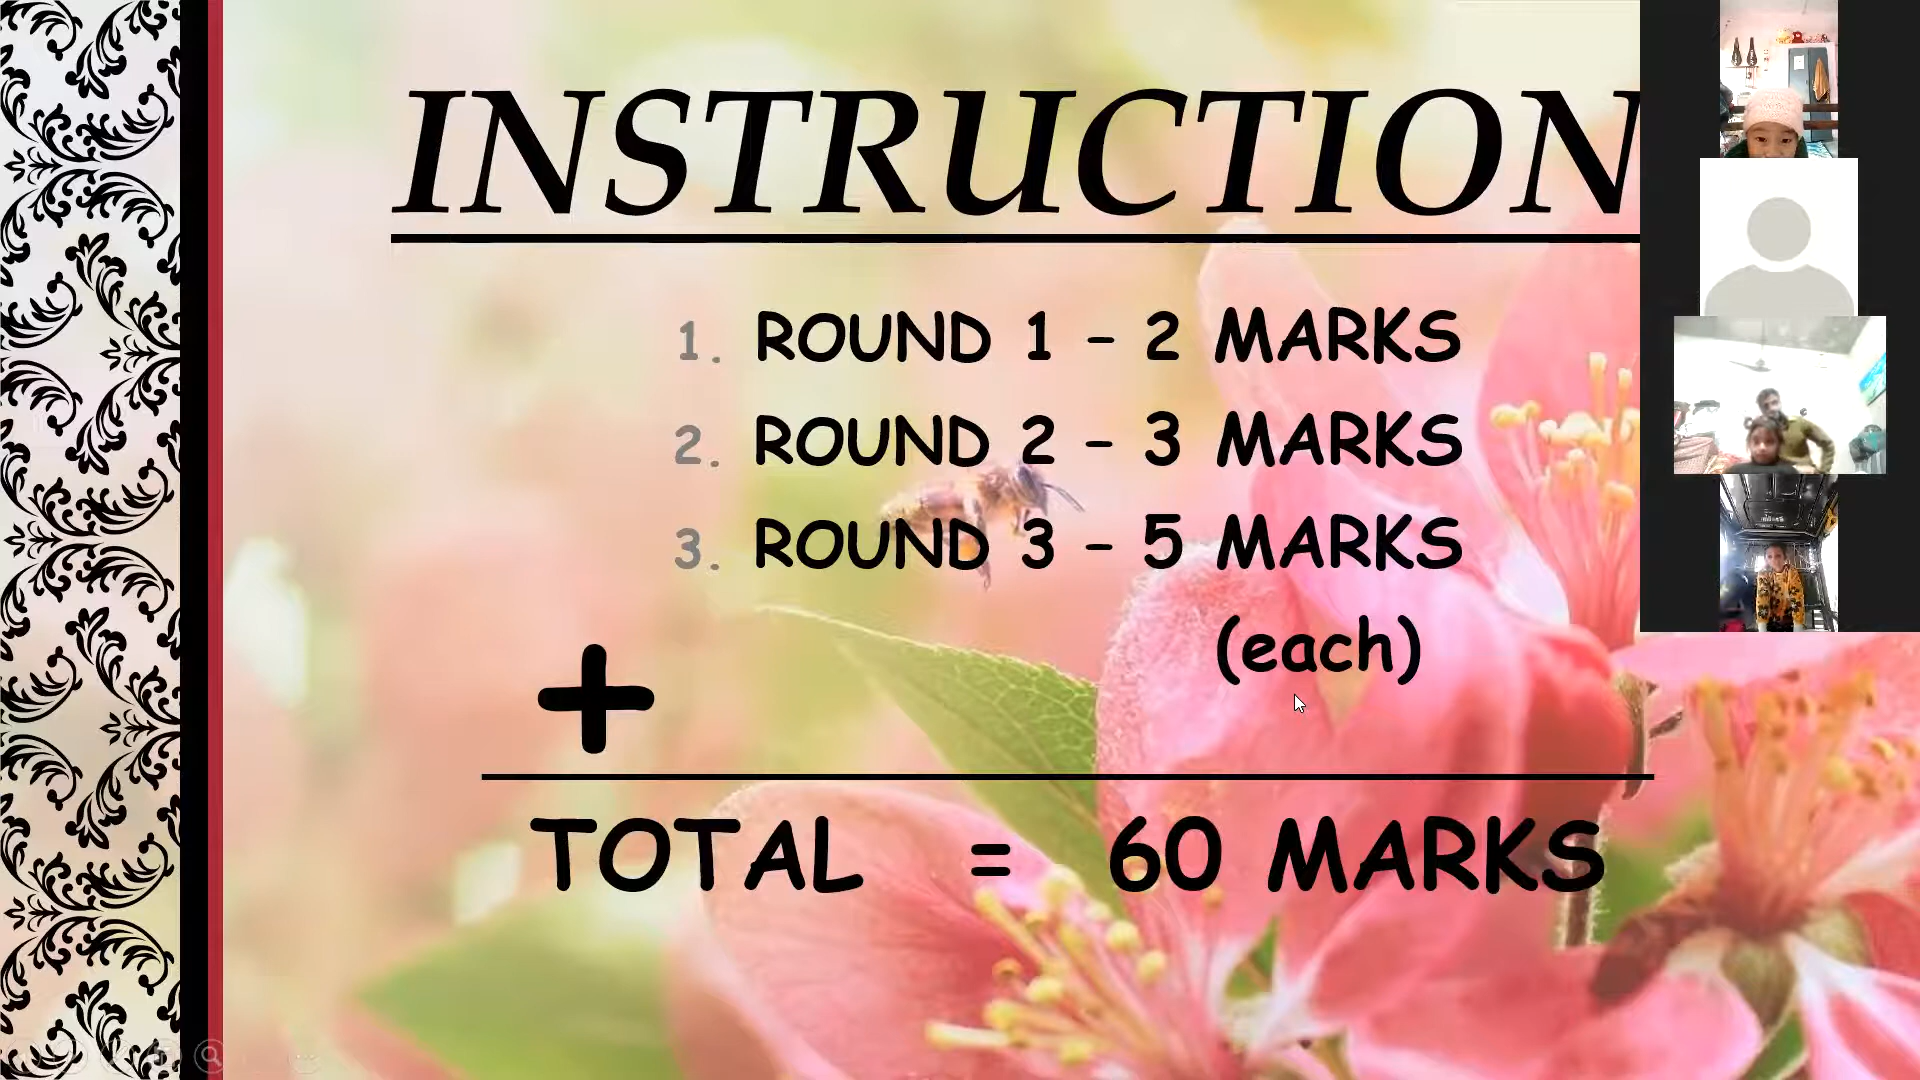 INSTRUCTION
1. ROUND 1 – 2 MARKS
2. ROUND 2 – 3 MARKS
3. ROUND 3 – 5 MARKS
(each)
+
TOTAL = 60 MARKS